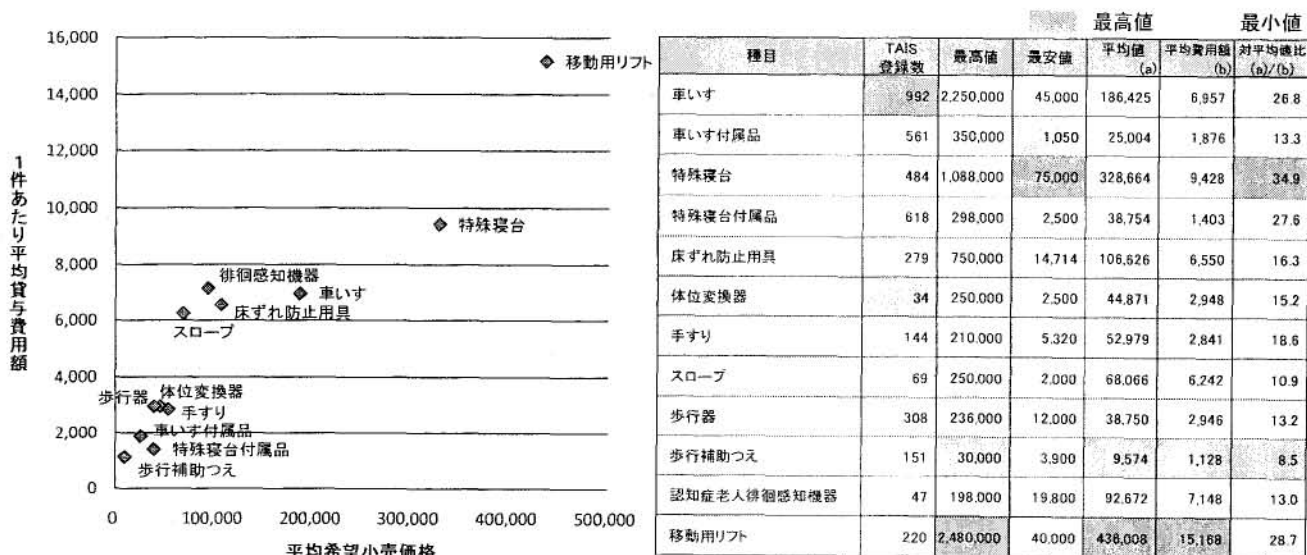 最高値 最小値
16,000
14,000
12,000
10,000
8,000
6,000
4,000
2,000
0
1件あたり平均貸与費用額
移動用リフト
特殊寝台
徘徊感知機器
車いす
床ずれ防止用具
スロープ
歩行器
体位変換器
手すり
車いす付属品
特殊寝台付属品
歩行補助つえ
0 100,000 200,000 300,000 400,000 500,000
平均希望小売価格
種目 TAIS登録数 最高値 最安値 平均値(a) 平均費用額(b) 対平均値比(a)/(b)
車いす 992 2,250,000 45,000 186,425 6,957 26.8
車いす付属品 561 350,000 1,050 25,004 1,876 13.3
特殊寝台 484 1,088,000 75,000 328,664 9,428 34.9
特殊寝台付属品 618 298,000 2,500 38,754 1,403 27.6
床ずれ防止用具 279 750,000 14,714 106,626 6,550 16.3
体位変換器 34 250,000 2,500 44,871 2,948 15.2
手すり 144 210,000 5,320 52,979 2,841 18.6
スロープ 69 250,000 2,000 68,066 6,242 10.9
歩行器 308 236,000 12,000 38,750 2,946 13.2
歩行補助つえ 151 30,000 3,900 9,574 1,128 8.5
認知症老人徘徊感知機器 47 198,000 19,800 92,672 7,148 13.0
移動用リフト 220 2,480,000 40,000 436,008 15,168 28.7